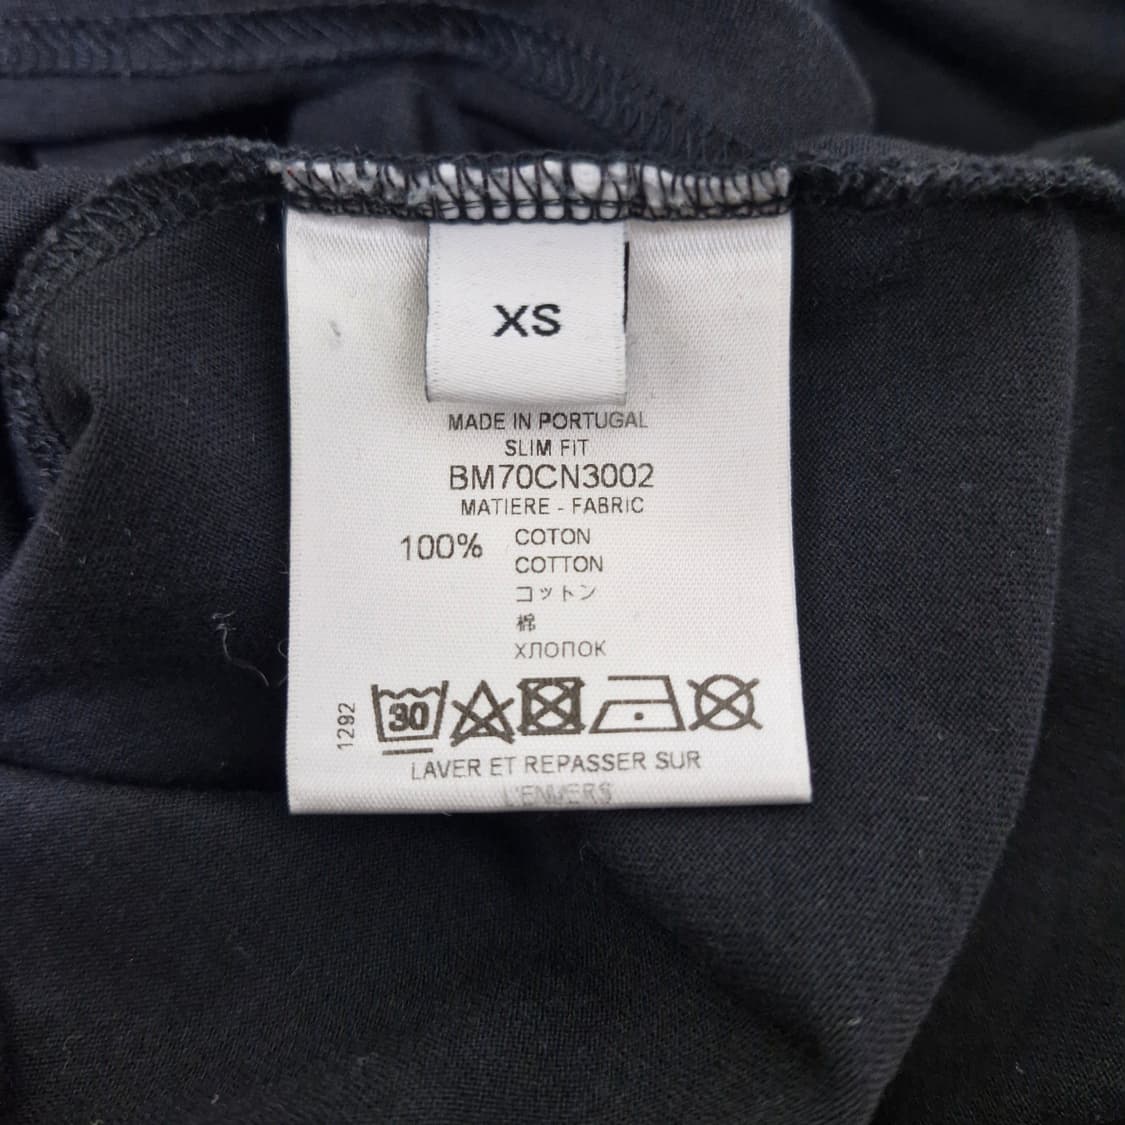 XS
MADE IN PORTUGAL
SLIM FIT
BM70CN3002
MATIERE - FABRIC
100% COTON
COTTON
コットン
棉
ХЛОПОК
1292
30
LAVER ET REPASSER SUR
L'ENVERS